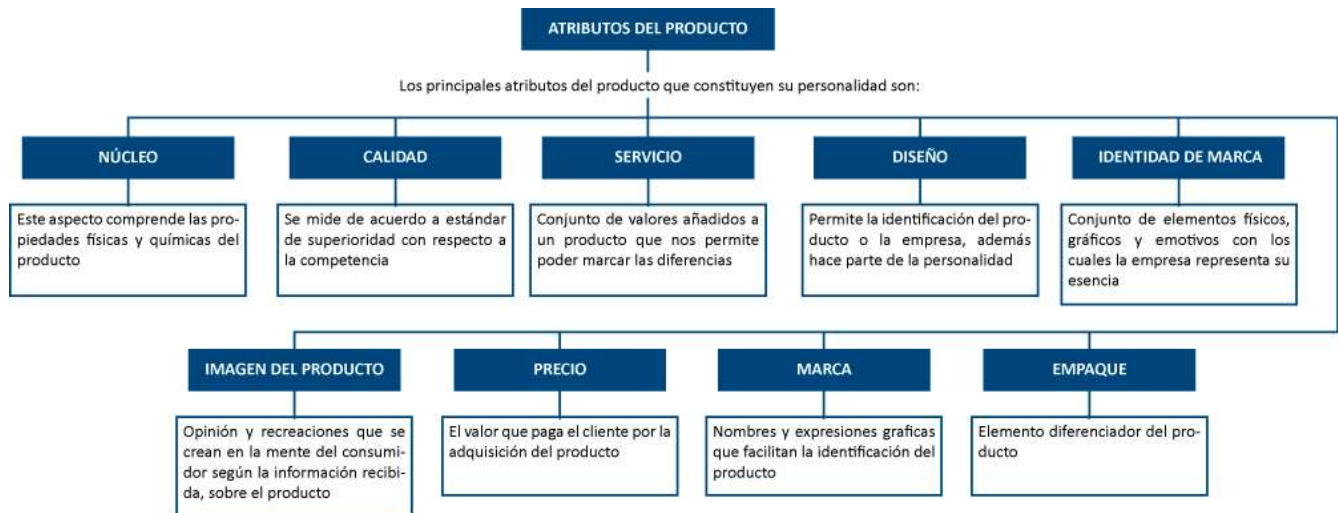 ATRIBUTOS DEL PRODUCTO
Los principales atributos del producto que constituyen su personalidad son:
NÚCLEO
Este aspecto comprende las pro-
piedades físicas y químicas del
producto
CALIDAD
Se mide de acuerdo a estándar
de superioridad con respecto a
la competencia
SERVICIO
Conjunto de valores añadidos a
un producto que nos permite
poder marcar las diferencias
DISEÑO
Permite la identificación del pro-
ducto o la empresa, además
hace parte de la personalidad
IDENTIDAD DE MARCA
Conjunto de elementos físicos,
gráficos y emotivos con los
cuales la empresa representa su
esencia
IMAGEN DEL PRODUCTO
Opinión y recreaciones que se
crean en la mente del consumi-
dor según la información recibi-
da, sobre el producto
PRECIO
El valor que paga el cliente por la
adquisición del producto
MARCA
Nombres y expresiones graficas
que facilitan la identificación del
producto
EMPAQUE
Elemento diferenciador del pro-
ducto